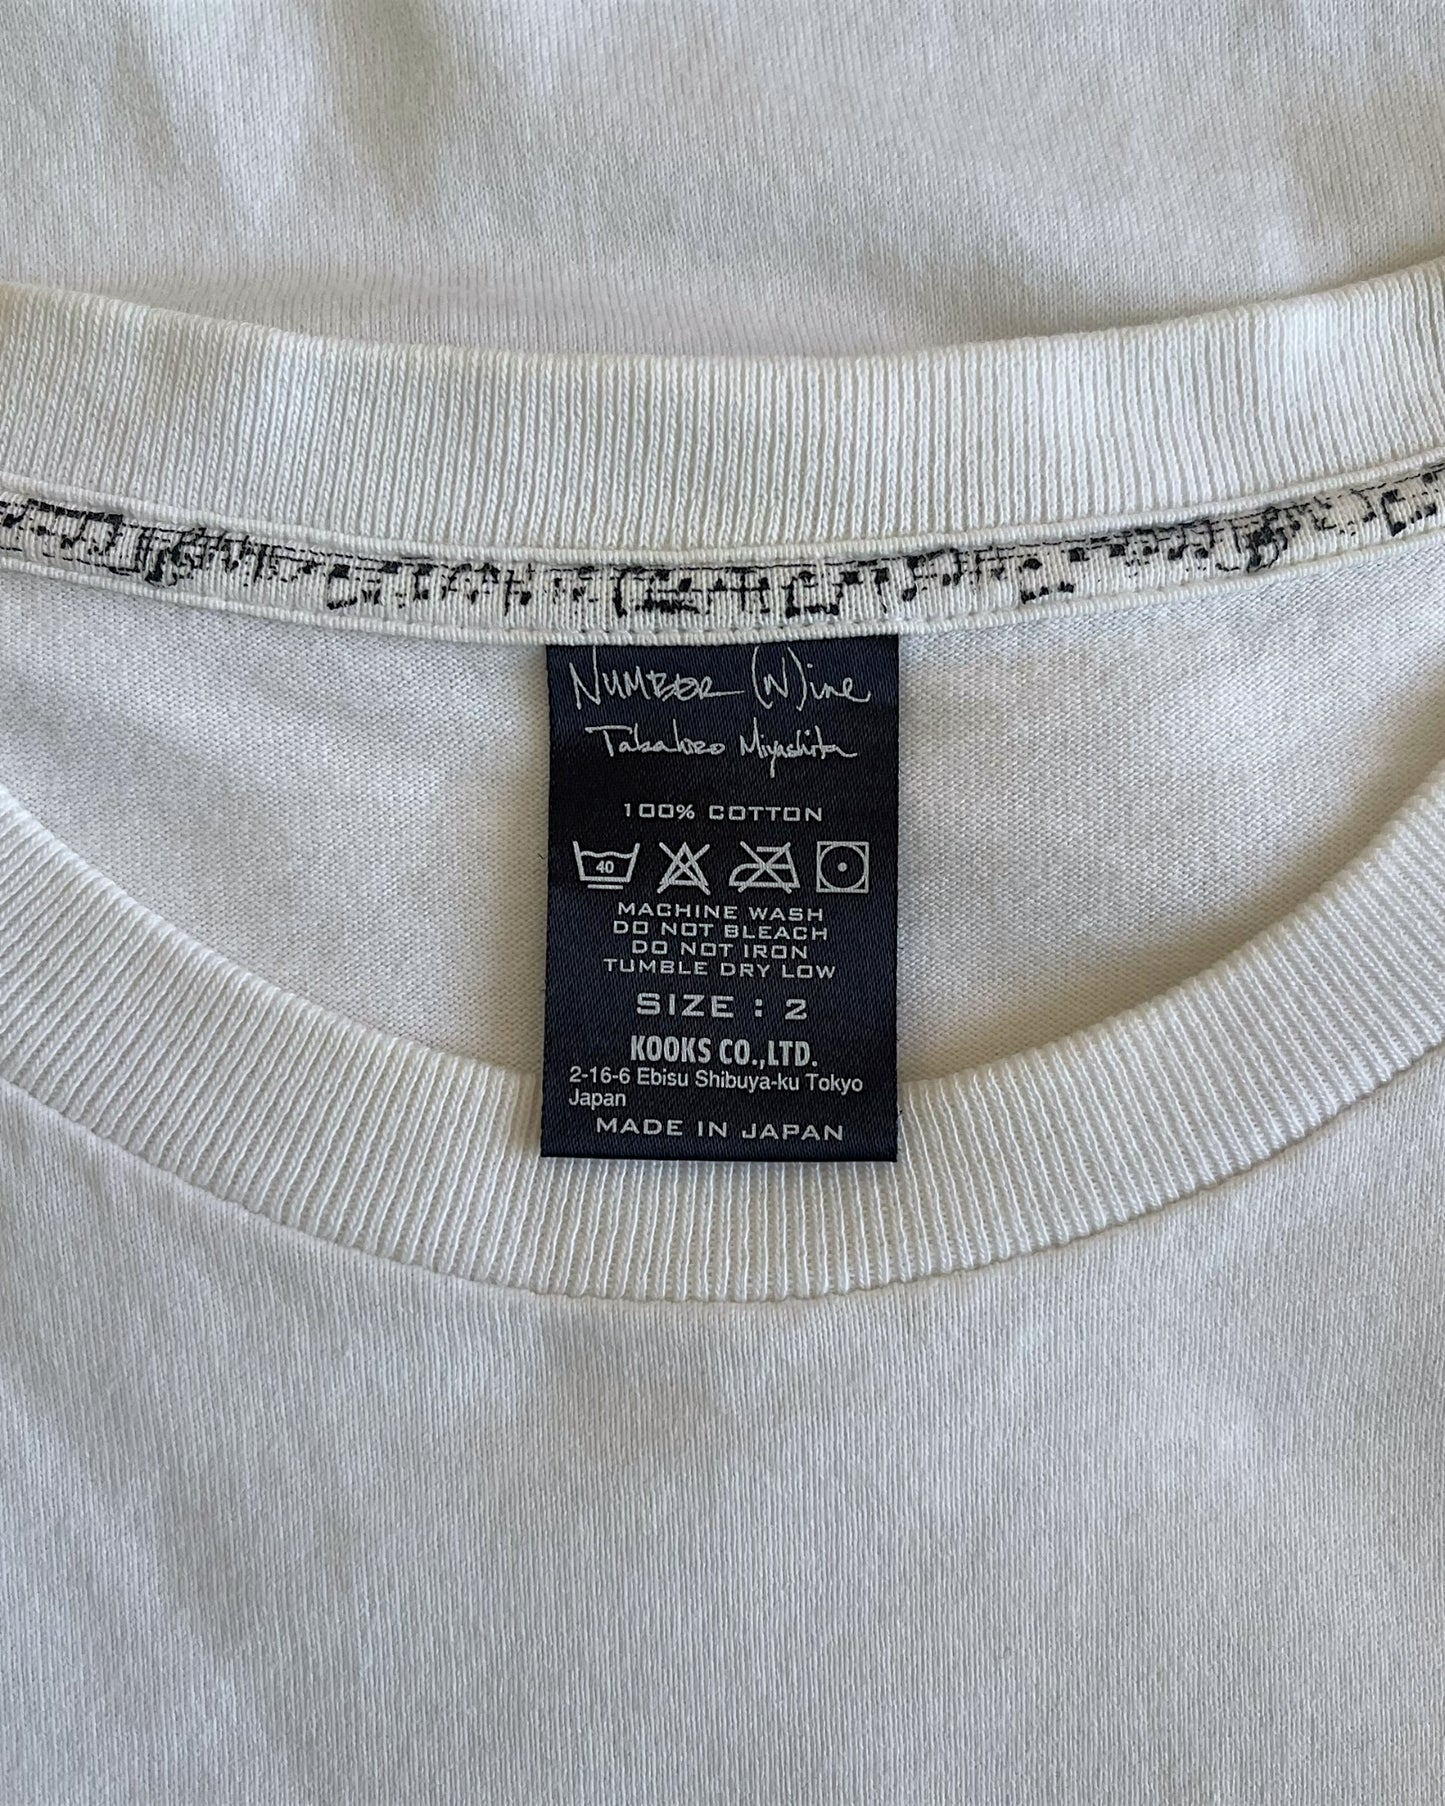 NUMBER (N)ine
Takahiro Miyashita
100% COTTON
40
MACHINE WASH
DO NOT BLEACH
DO NOT IRON
TUMBLE DRY LOW
SIZE : 2
KOOKS CO.,LTD.
2-16-6 Ebisu Shibuya-ku Tokyo
Japan
MADE IN JAPAN